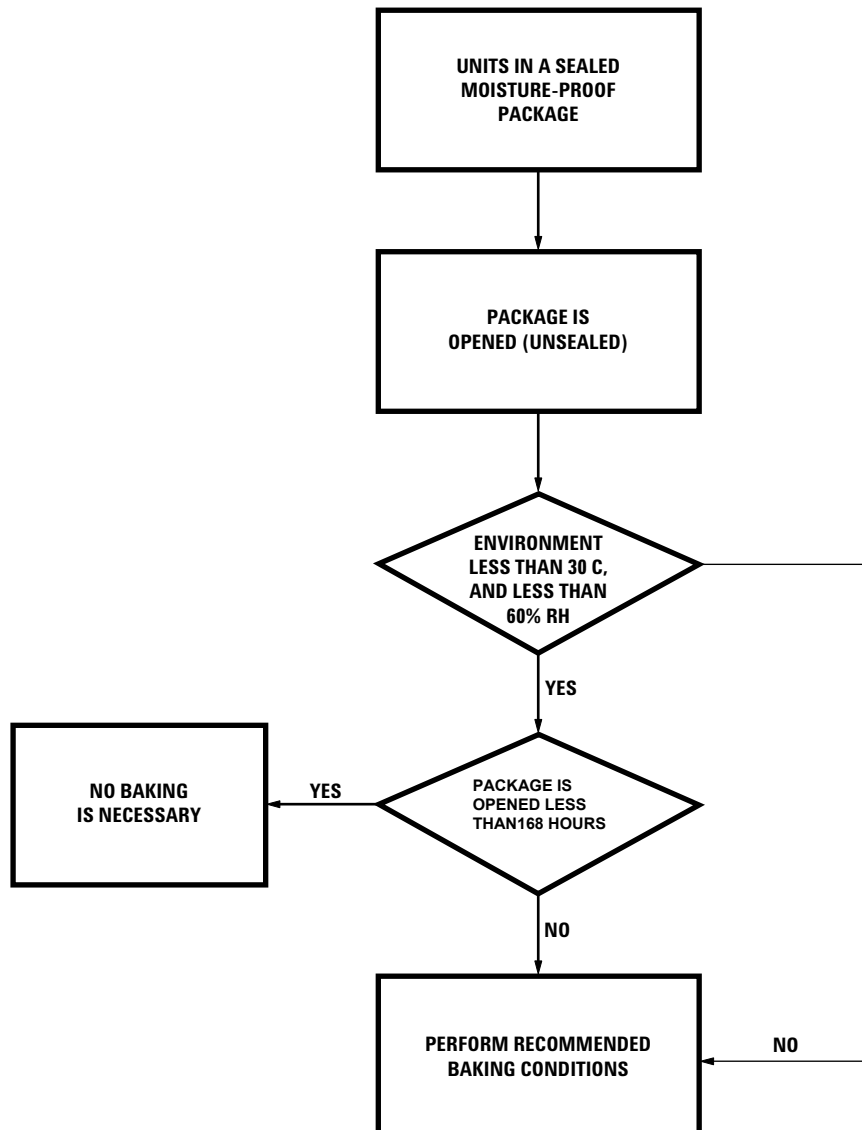 UNITS IN A SEALED
MOISTURE-PROOF
PACKAGE
PACKAGE IS
OPENED (UNSEALED)
ENVIRONMENT
LESS THAN 30 C,
AND LESS THAN
60% RH
YES
PACKAGE IS
OPENED LESS
THAN168 HOURS
YES
NO BAKING
IS NECESSARY
NO
PERFORM RECOMMENDED
BAKING CONDITIONS
NO